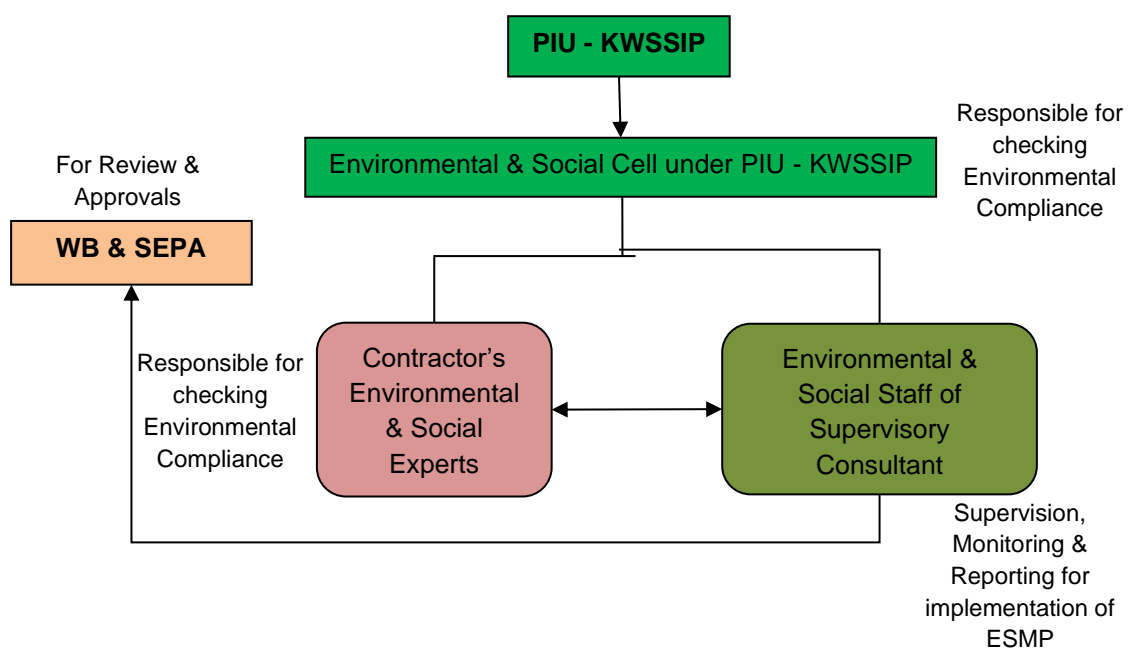 PIU - KWSSIP
Responsible for
checking
Environmental
Compliance
Environmental & Social Cell under PIU - KWSSIP
For Review &
Approvals
WB & SEPA
Responsible for
checking
Environmental
Compliance
Contractor's
Environmental
& Social
Experts
Environmental &
Social Staff of
Supervisory
Consultant
Supervision,
Monitoring &
Reporting for
implementation of
ESMP